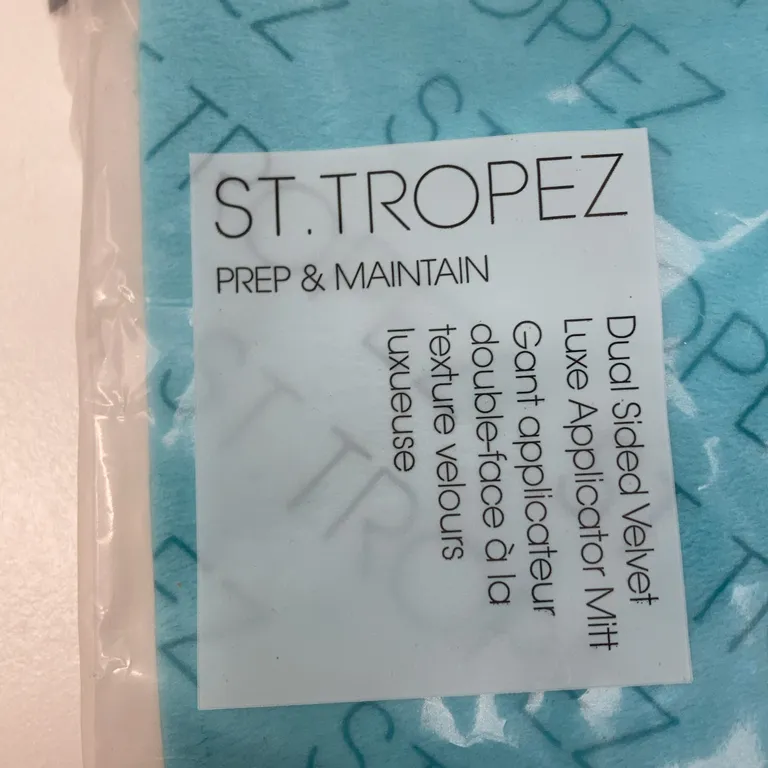 ST.TROPEZ
PREP & MAINTAIN
Dual Sided Velvet
Luxe Applicator Mitt
Gant applicateur
double-face à la
texture velours
luxueuse